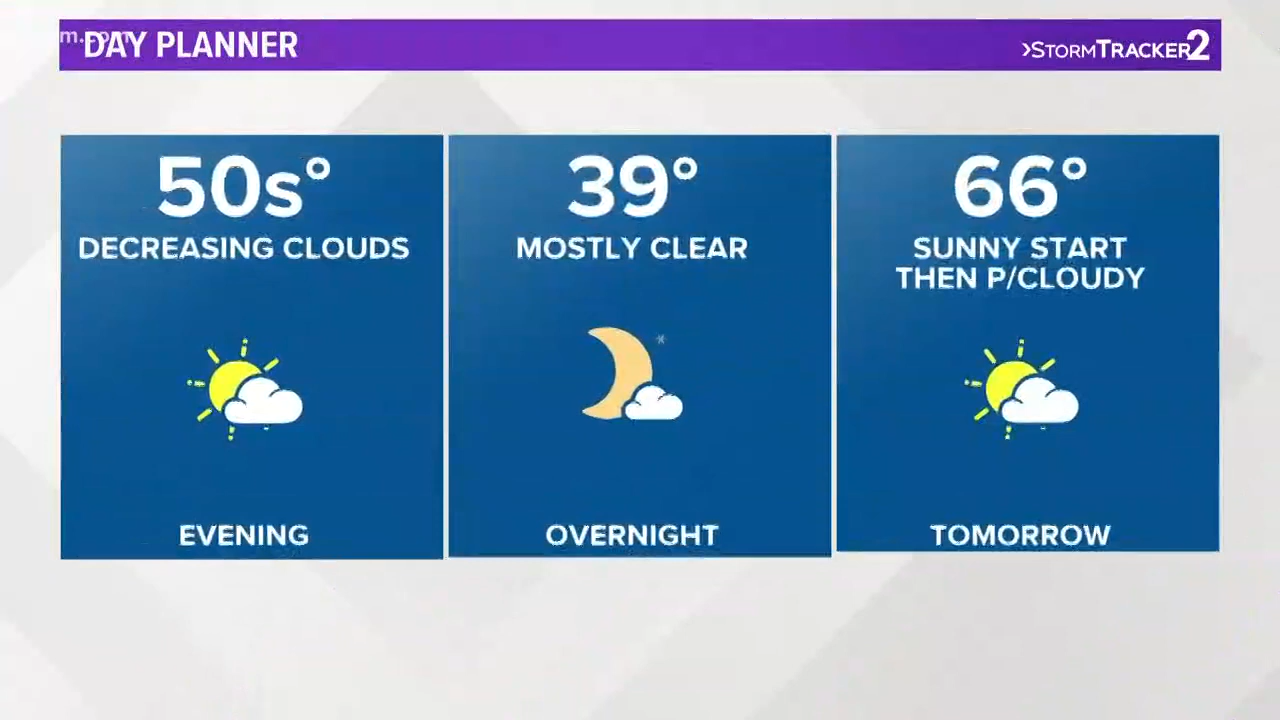 DAY PLANNER
›STORMTRACKER2
50s°
DECREASING CLOUDS
EVENING
39°
MOSTLY CLEAR
OVERNIGHT
66°
SUNNY START
THEN P/CLOUDY
TOMORROW